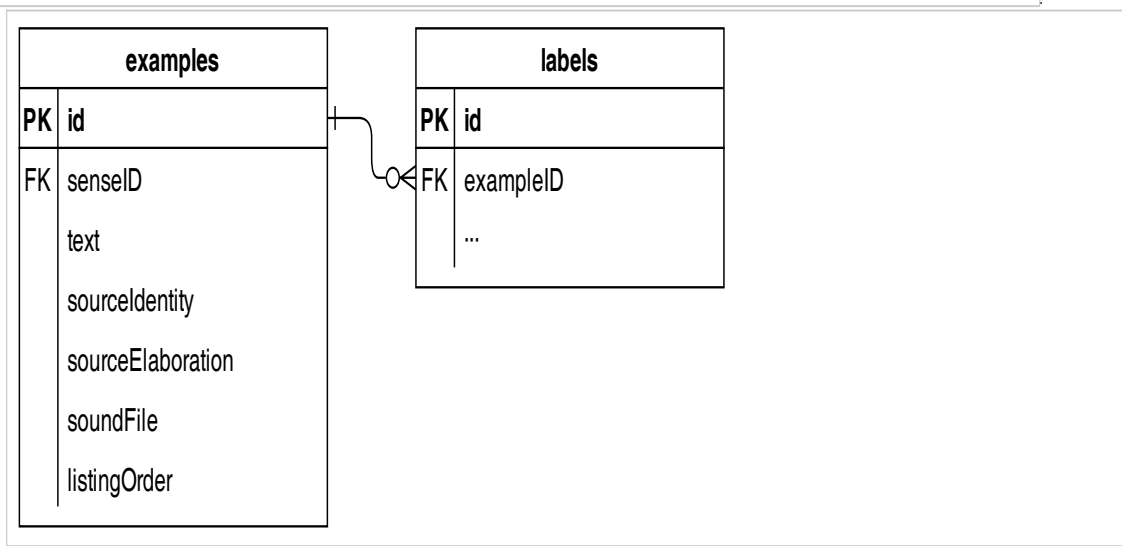 examples
PK id
FK senseID
text
sourceIdentity
sourceElaboration
soundFile
listingOrder
labels
PK id
FK exampleID
...